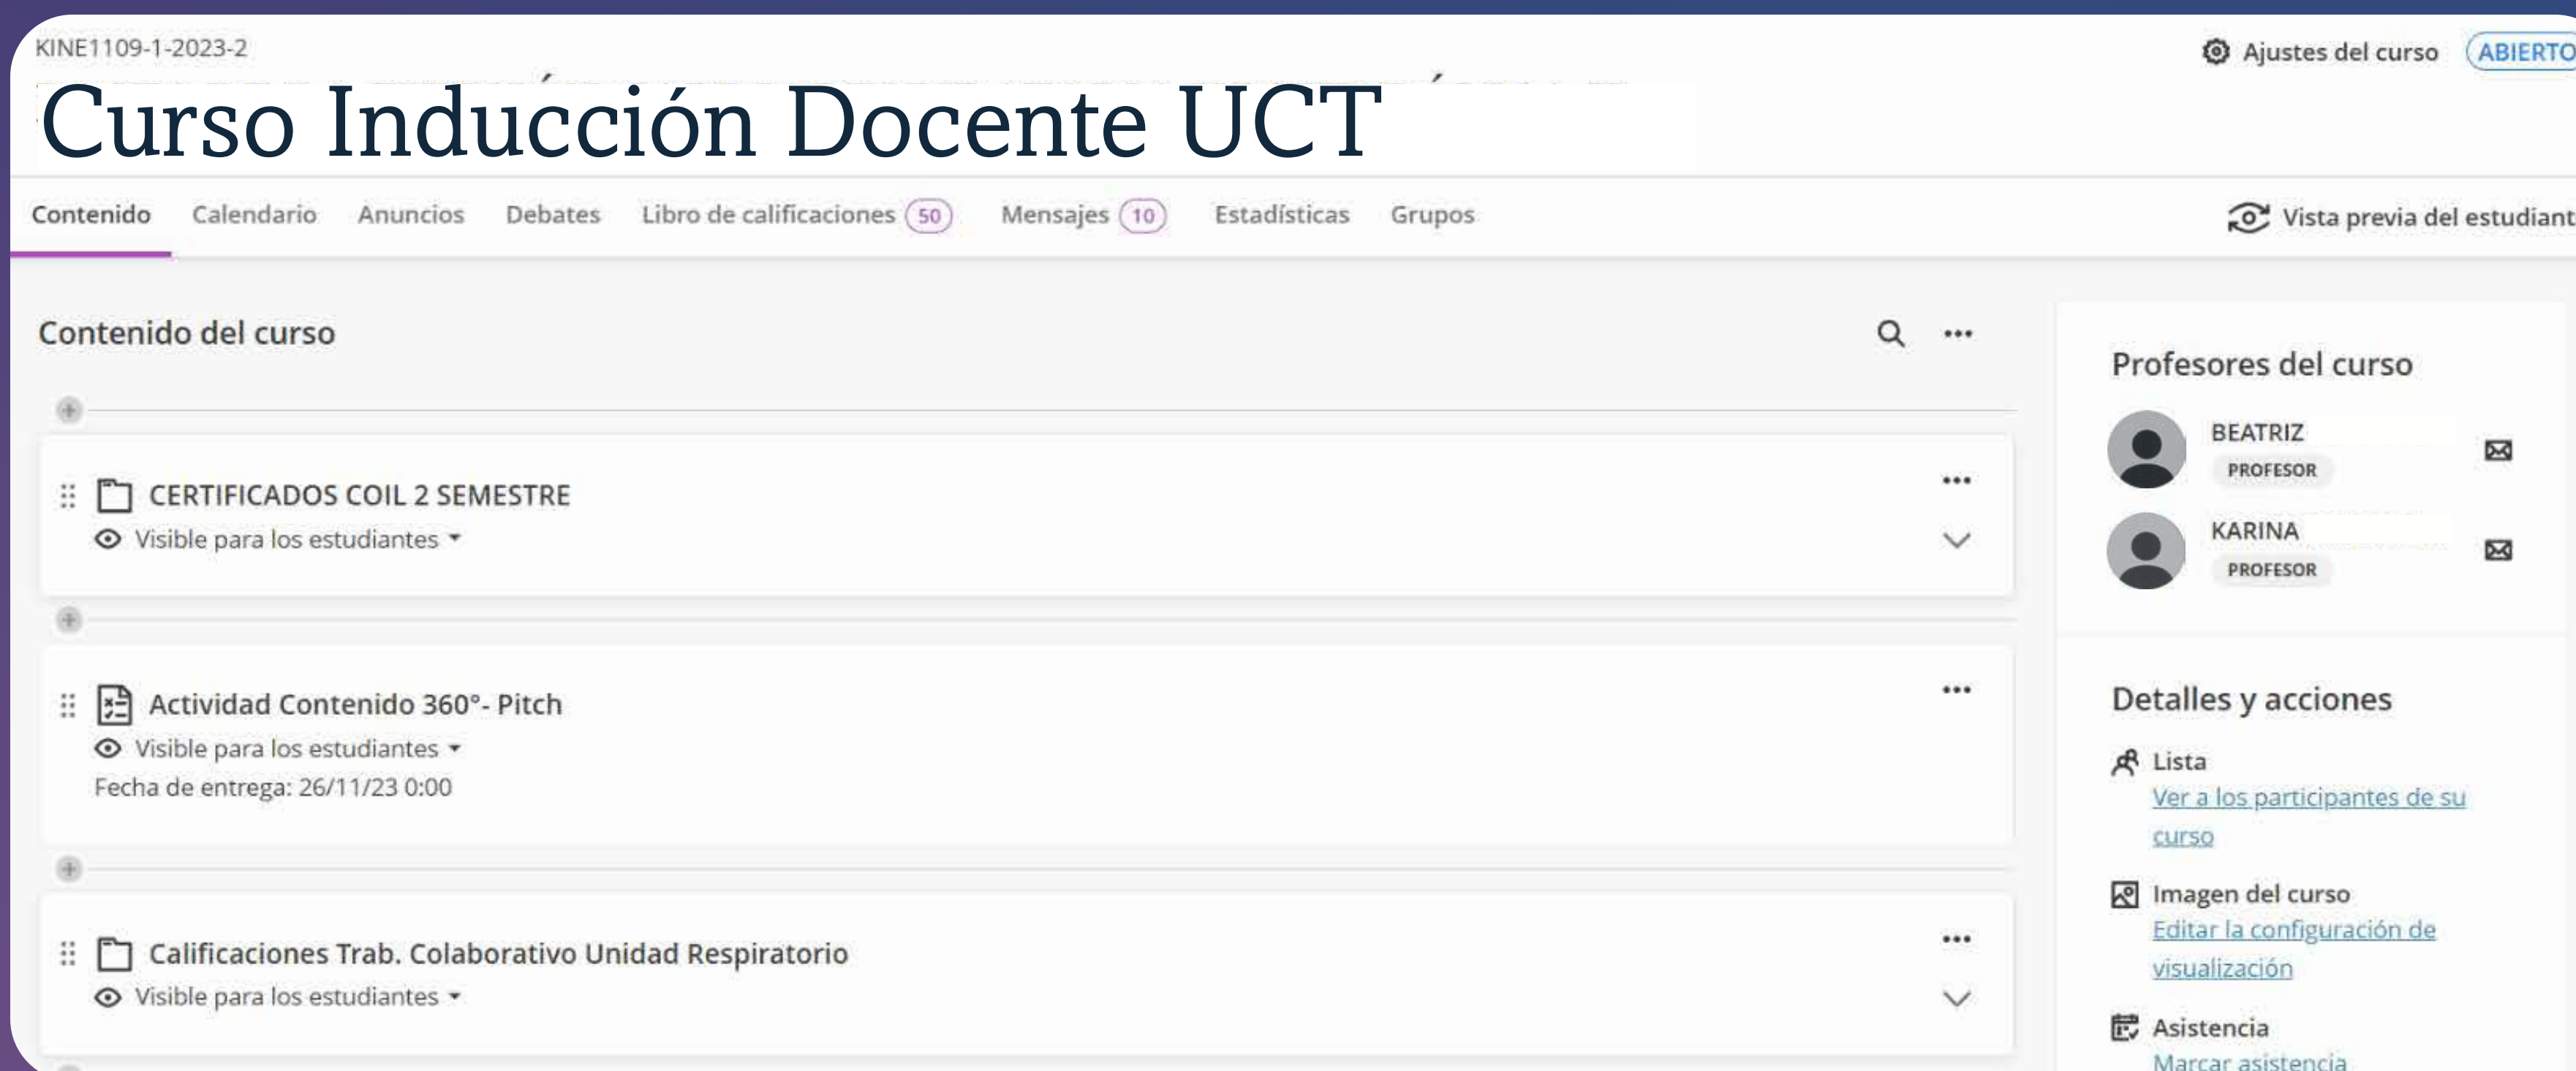 KINE1109-1-2023-2
Ajustes del curso
ABIERTO
Curso Inducción Docente UCT
Contenido
Calendario
Anuncios
Debates
Libro de calificaciones 50
Mensajes 10
Estadísticas
Grupos
Vista previa del estudiant
Contenido del curso
CERTIFICADOS COIL 2 SEMESTRE
Visible para los estudiantes
Actividad Contenido 360°- Pitch
Visible para los estudiantes
Fecha de entrega: 26/11/23 0:00
Calificaciones Trab. Colaborativo Unidad Respiratorio
Visible para los estudiantes
Profesores del curso
BEATRIZ
PROFESOR
KARINA
PROFESOR
Detalles y acciones
Lista
Ver a los participantes de su
curso
Imagen del curso
Editar la configuración de
visualización
Asistencia
Marcar asistencia